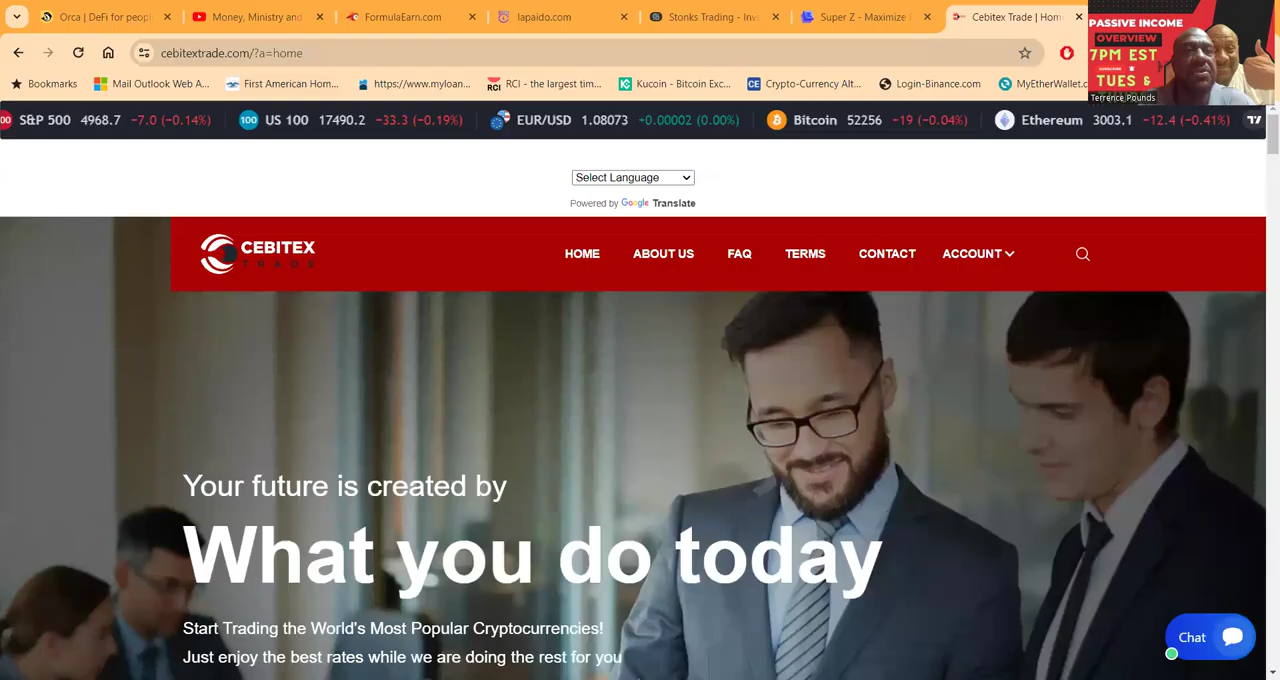 Orca | DeFi for peopl
Money, Ministry and
FormulaEarn.com
lapaido.com
Stonks Trading - Inv
Super Z - Maximize
Cebitex Trade | Hom
cebitextrade.com/?a=home
Bookmarks
Mail Outlook Web A...
First American Hom...
https://www.myloan...
RCI - the largest tim...
Kucoin - Bitcoin Exc...
Crypto-Currency Alt...
Login-Binance.com
MyEtherWallet.c
PASSIVE INCOME
OVERVIEW
7PM EST
TUES &
Terrence Pounds
S&P 500 4968.7 -7.0 (-0.14%)
100 US 100 17490.2 -33.3 (-0.19%)
EUR/USD 1.08073 +0.00002 (0.00%)
Bitcoin 52256 -19 (-0.04%)
Ethereum 3003.1 -12.4 (-0.41%)
Select Language
Powered by Google Translate
CEBITEX
TRADE
HOME
ABOUT US
FAQ
TERMS
CONTACT
ACCOUNT
Your future is created by
What you do today
Start Trading the World's Most Popular Cryptocurrencies!
Just enjoy the best rates while we are doing the rest for you
Chat